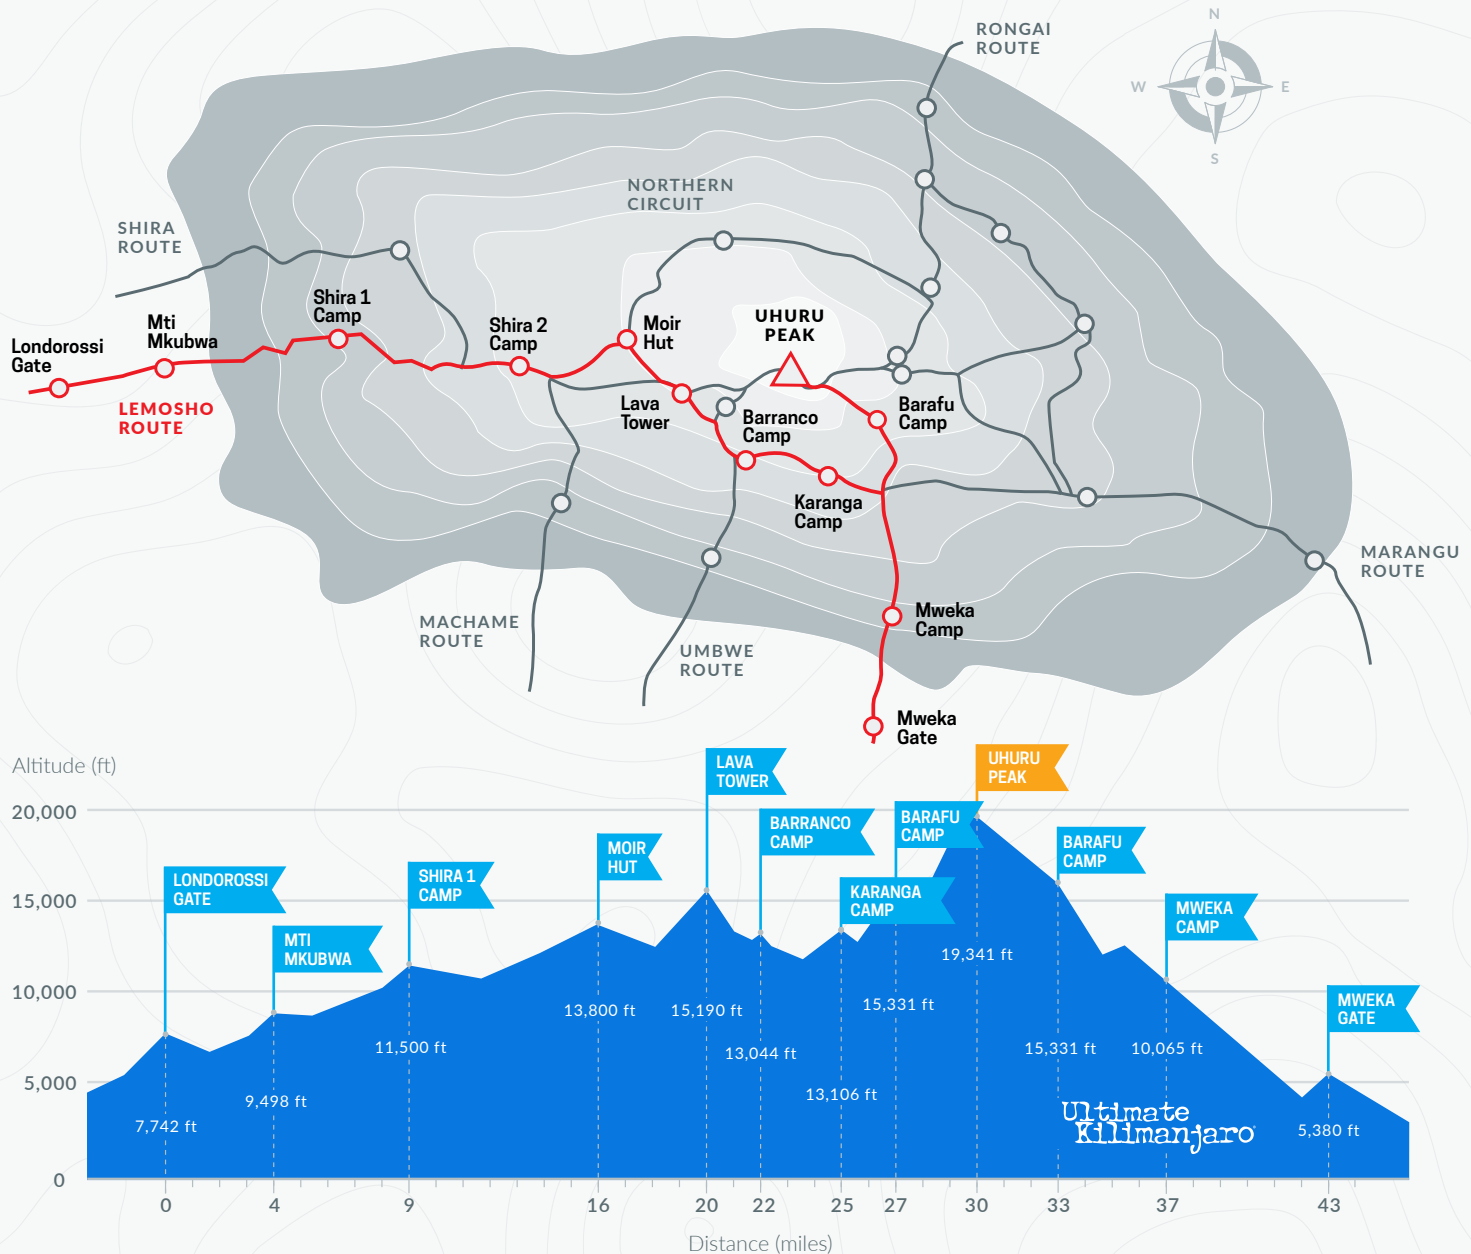 RONGAI
ROUTE
N
W
E
S
NORTHERN
CIRCUIT
SHIRA
ROUTE
Shira 1
Camp
Mti
Mkubwa
Londorossi
Gate
LEMOSHO
ROUTE
Shira 2
Camp
Moir
Hut
UHURU
PEAK
Lava
Tower
Barranco
Camp
Barafu
Camp
Karanga
Camp
MARANGU
ROUTE
MACHAME
ROUTE
UMBWE
ROUTE
Mweka
Camp
Mweka
Gate
Altitude (ft)
20,000
15,000
10,000
5,000
0
LONDOROSSI
GATE
MTI
MKUBWA
SHIRA 1
CAMP
MOIR
HUT
LAVA
TOWER
BARRANCO
CAMP
KARANGA
CAMP
BARAFU
CAMP
UHURU
PEAK
BARAFU
CAMP
MWEKA
CAMP
MWEKA
GATE
7,742 ft
9,498 ft
11,500 ft
13,800 ft
15,190 ft
13,044 ft
13,106 ft
15,331 ft
19,341 ft
15,331 ft
10,065 ft
5,380 ft
Ultimate
Kilimanjaro
0
4
9
16
20
22
25
27
30
33
37
43
Distance (miles)